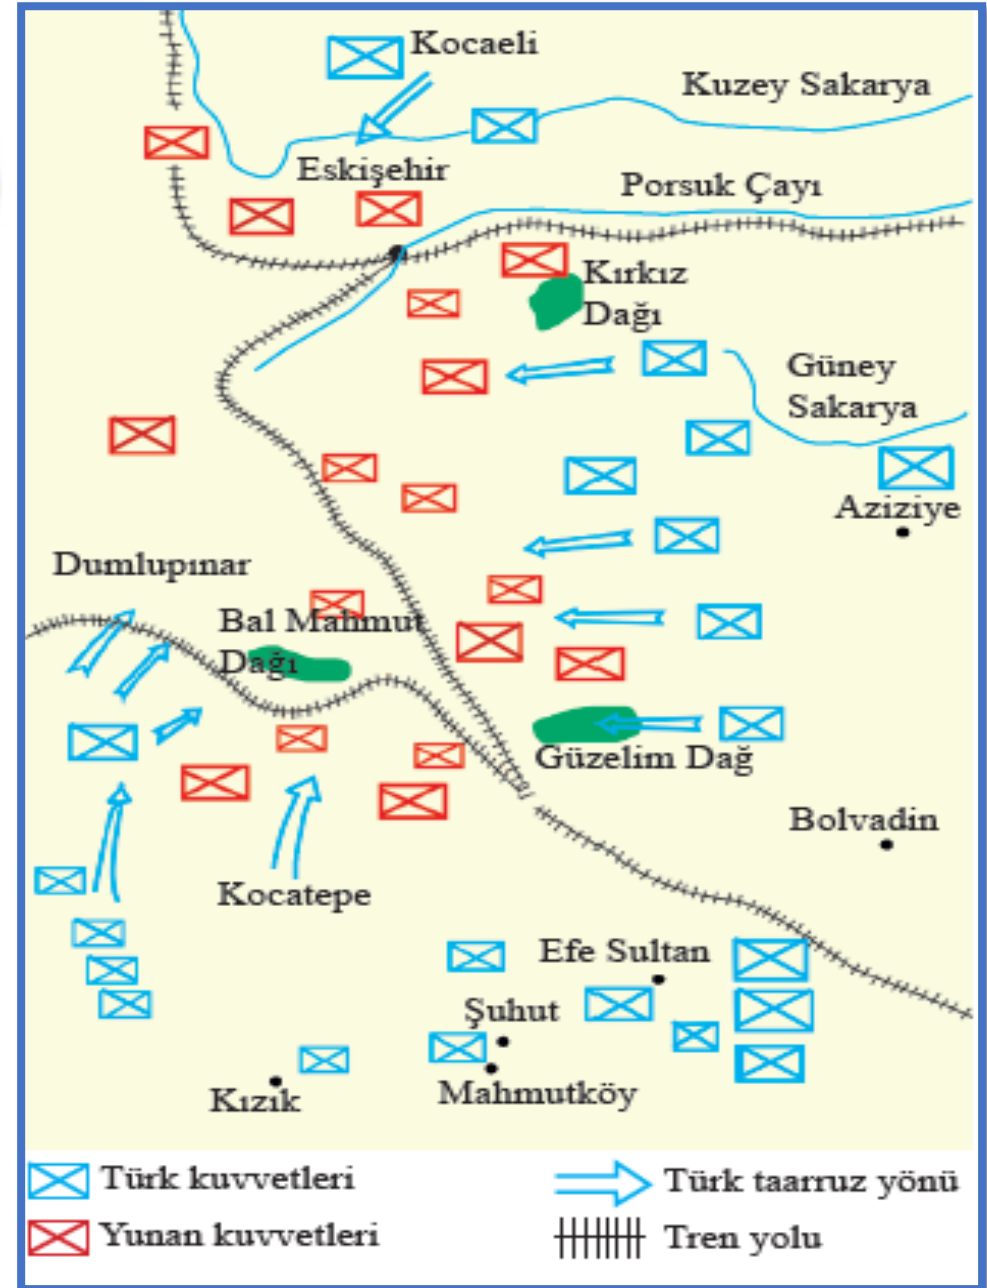 Kocaeli
Kuzey Sakarya
Eskişehir
Porsuk Çayı
Kırkız
Dağı
Güney
Sakarya
Aziziye
Dumlupınar
Bal Mahmut
Dağı
Güzelim Dağ
Bolvadin
Kocatepe
Efe Sultan
Şuhut
Mahmutköy
Kızik
Türk kuvvetleri
Türk taarruz yönü
Yunan kuvvetleri
Tren yolu